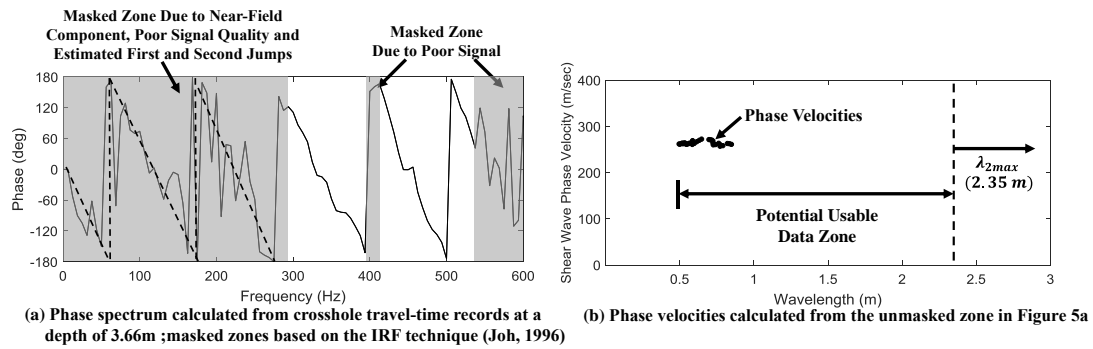 Masked Zone Due to Near-Field
Component, Poor Signal Quality and
Estimated First and Second Jumps
Masked Zone
Due to Poor Signal
180
120
60
0
-60
-120
-180
Phase (deg)
0
100
200
300
400
500
600
Frequency (Hz)
(a) Phase spectrum calculated from crosshole travel-time records at a
depth of 3.66m ;masked zones based on the IRF technique (Joh, 1996)
400
300
200
100
0
Shear Wave Phase Velocity (m/sec)
Phase Velocities
λ2max
(2.35 m)
Potential Usable
Data Zone
0
0.5
1
1.5
2
2.5
3
Wavelength (m)
(b) Phase velocities calculated from the unmasked zone in Figure 5a